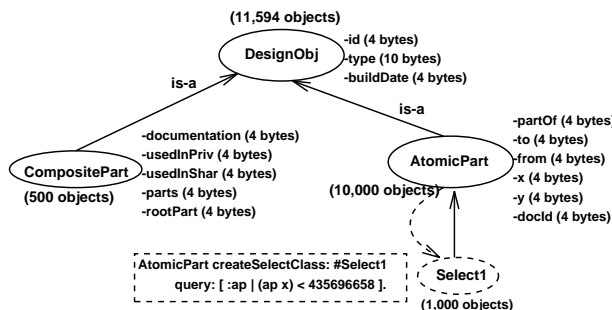 (11,594 objects)
DesignObj
-id (4 bytes)
-type (10 bytes)
-buildDate (4 bytes)
is-a
is-a
CompositePart
(500 objects)
-documentation (4 bytes)
-usedInPriv (4 bytes)
-usedInShar (4 bytes)
-parts (4 bytes)
-rootPart (4 bytes)
AtomicPart
(10,000 objects)
-partOf (4 bytes)
-to (4 bytes)
-from (4 bytes)
-x (4 bytes)
-y (4 bytes)
-docId (4 bytes)
AtomicPart createSelectClass: #Select1
query: [ :ap | (ap x) < 435696658 ].
Select1
(1,000 objects)